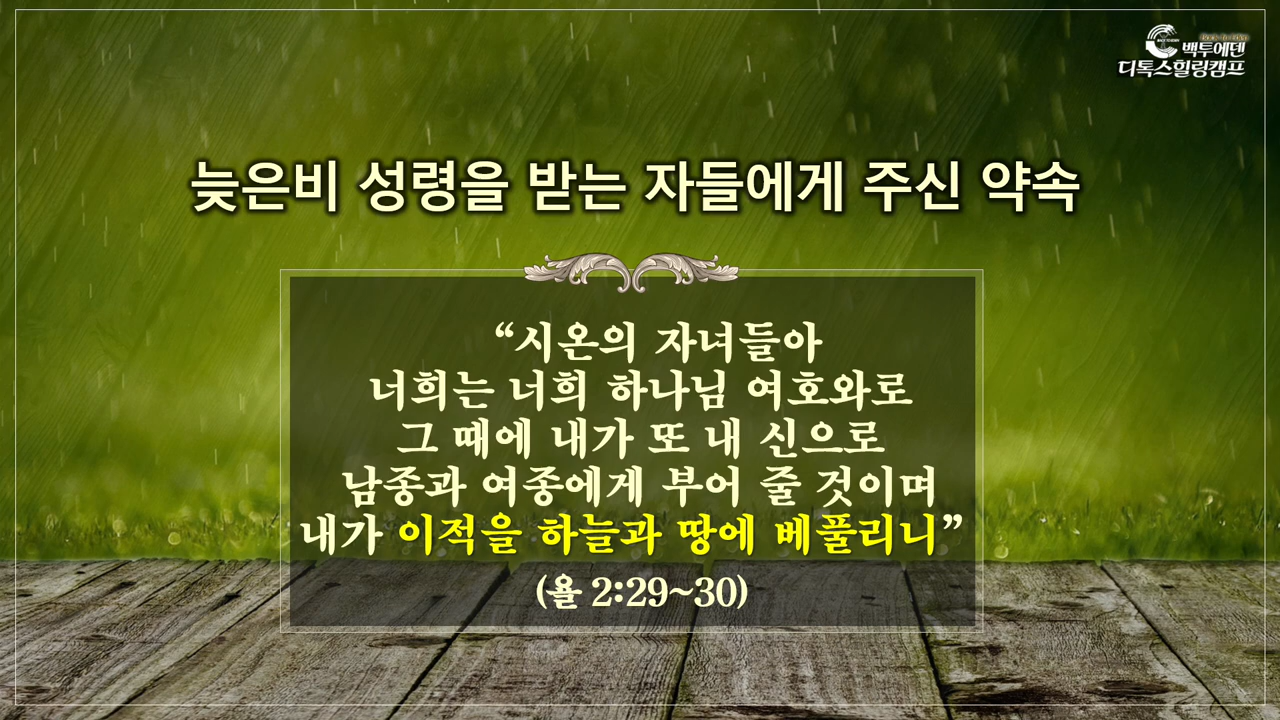 백투에덴
디톡스힐링캠프
늦은비 성령을 받는 자들에게 주신 약속
“시온의 자녀들아
너희는 너희 하나님 여호와로
그 때에 내가 또 내 신으로
남종과 여종에게 부어 줄 것이며
내가 이적을 하늘과 땅에 베풀리니”
(욜 2:29~30)